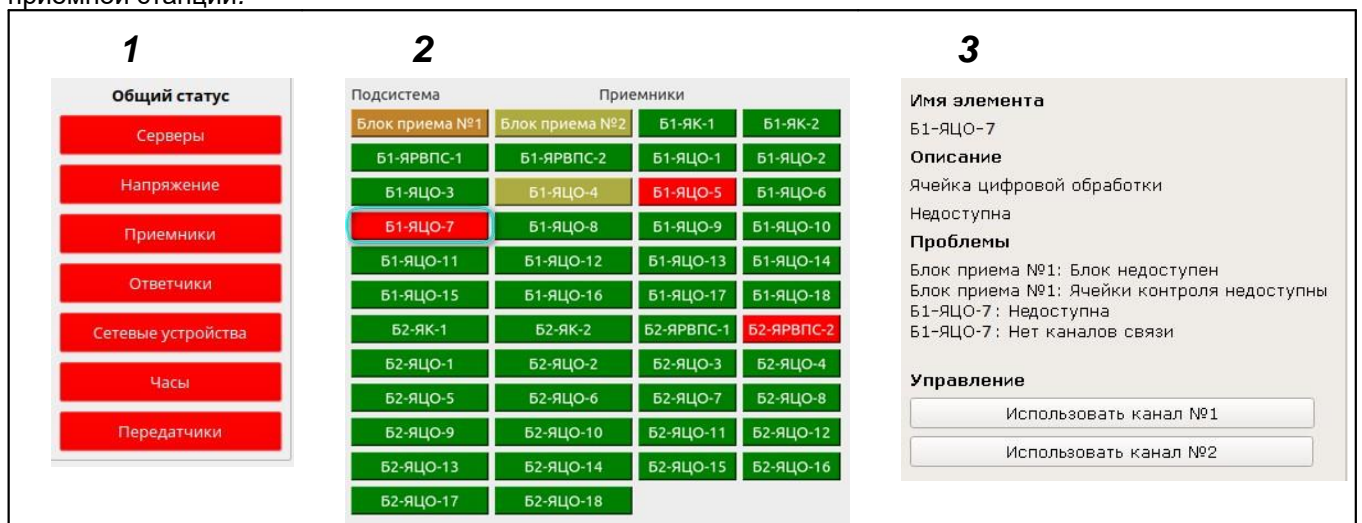 приемной станции.
1 2 3
Общий статус
Серверы
Напряжение
Приемники
Ответчики
Сетевые устройства
Часы
Передатчики
Подсистема Приемники
Блок приема №1 Блок приема №2 Б1-ЯК-1 Б1-ЯК-2
Б1-ЯРВПС-1 Б1-ЯРВПС-2 Б1-ЯЦО-1 Б1-ЯЦО-2
Б1-ЯЦО-3 Б1-ЯЦО-4 Б1-ЯЦО-5 Б1-ЯЦО-6
Б1-ЯЦО-7 Б1-ЯЦО-8 Б1-ЯЦО-9 Б1-ЯЦО-10
Б1-ЯЦО-11 Б1-ЯЦО-12 Б1-ЯЦО-13 Б1-ЯЦО-14
Б1-ЯЦО-15 Б1-ЯЦО-16 Б1-ЯЦО-17 Б1-ЯЦО-18
Б2-ЯК-1 Б2-ЯК-2 Б2-ЯРВПС-1 Б2-ЯРВПС-2
Б2-ЯЦО-1 Б2-ЯЦО-2 Б2-ЯЦО-3 Б2-ЯЦО-4
Б2-ЯЦО-5 Б2-ЯЦО-6 Б2-ЯЦО-7 Б2-ЯЦО-8
Б2-ЯЦО-9 Б2-ЯЦО-10 Б2-ЯЦО-11 Б2-ЯЦО-12
Б2-ЯЦО-13 Б2-ЯЦО-14 Б2-ЯЦО-15 Б2-ЯЦО-16
Б2-ЯЦО-17 Б2-ЯЦО-18
Имя элемента
Б1-ЯЦО-7
Описание
Ячейка цифровой обработки
Недоступна
Проблемы
Блок приема №1: Блок недоступен
Блок приема №1: Ячейки контроля недоступны
Б1-ЯЦО-7: Недоступна
Б1-ЯЦО-7: Нет каналов связи
Управление
Использовать канал №1
Использовать канал №2